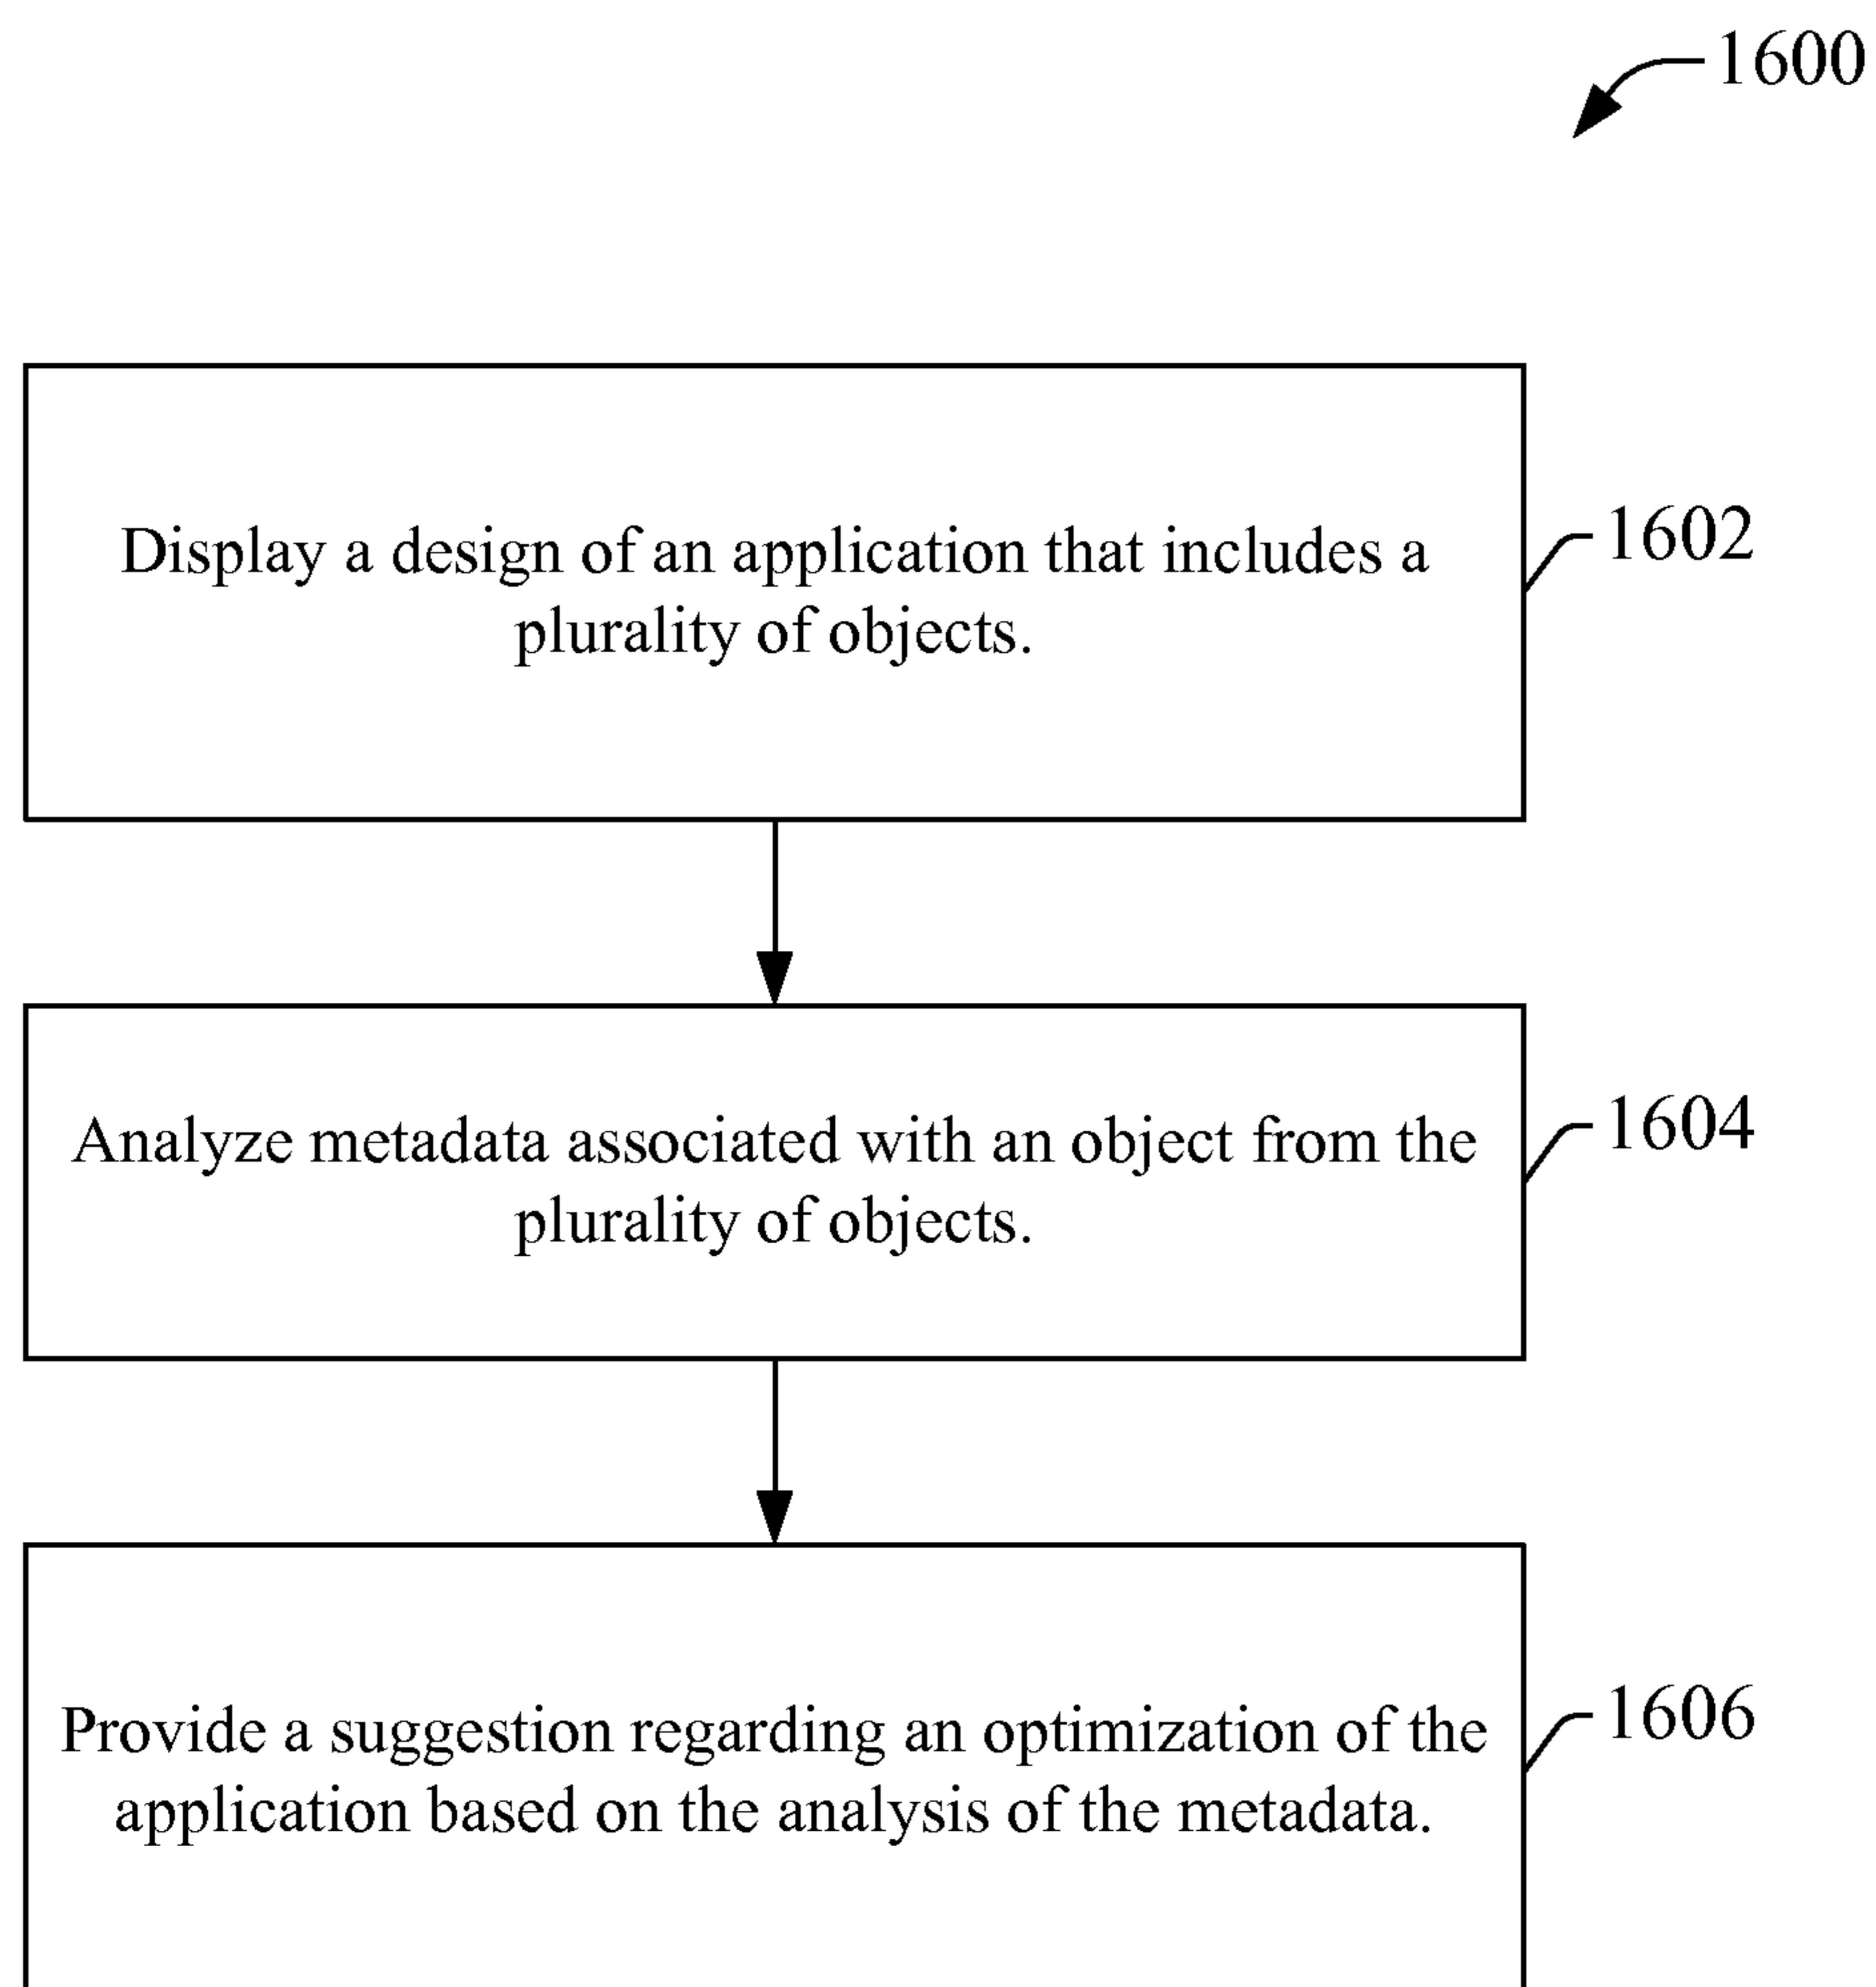 1600
Display a design of an application that includes a
plurality of objects.
1602
Analyze metadata associated with an object from the
plurality of objects.
1604
Provide a suggestion regarding an optimization of the
application based on the analysis of the metadata.
1606